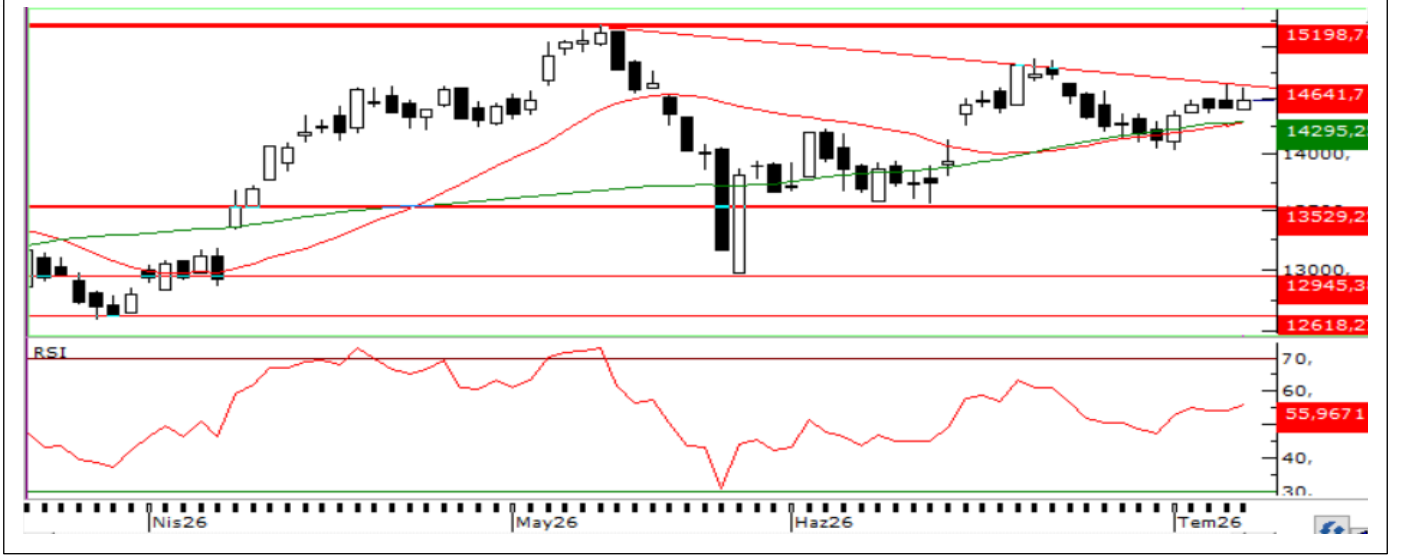 15198,7
14641,7
14295,2
14000,
13529,2
13000,
12945,3
12618,2
RSI
70,
60,
55,9671
40,
30,
Nis26
May26
Haz26
Tem26